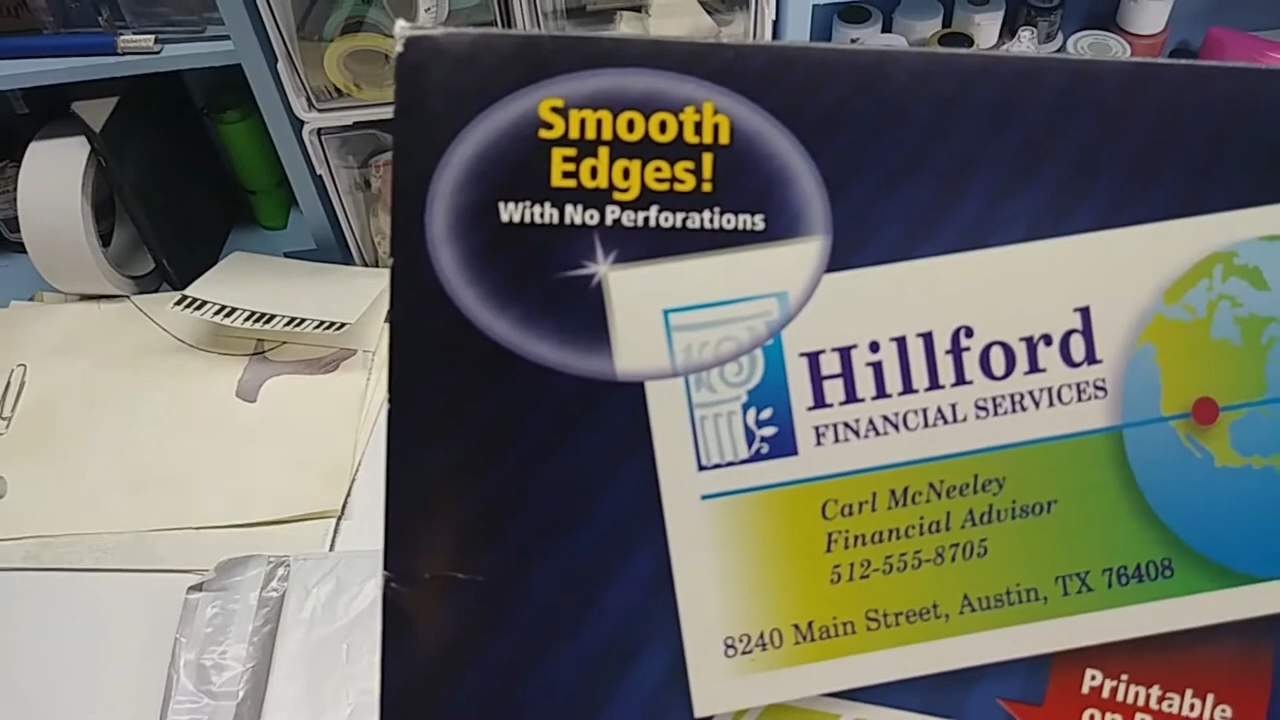 Smooth
Edges!
With No Perforations
Hillford
FINANCIAL SERVICES
Carl McNeeley
Financial Advisor
512-555-8705
8240 Main Street, Austin, TX 76408
Printable
on